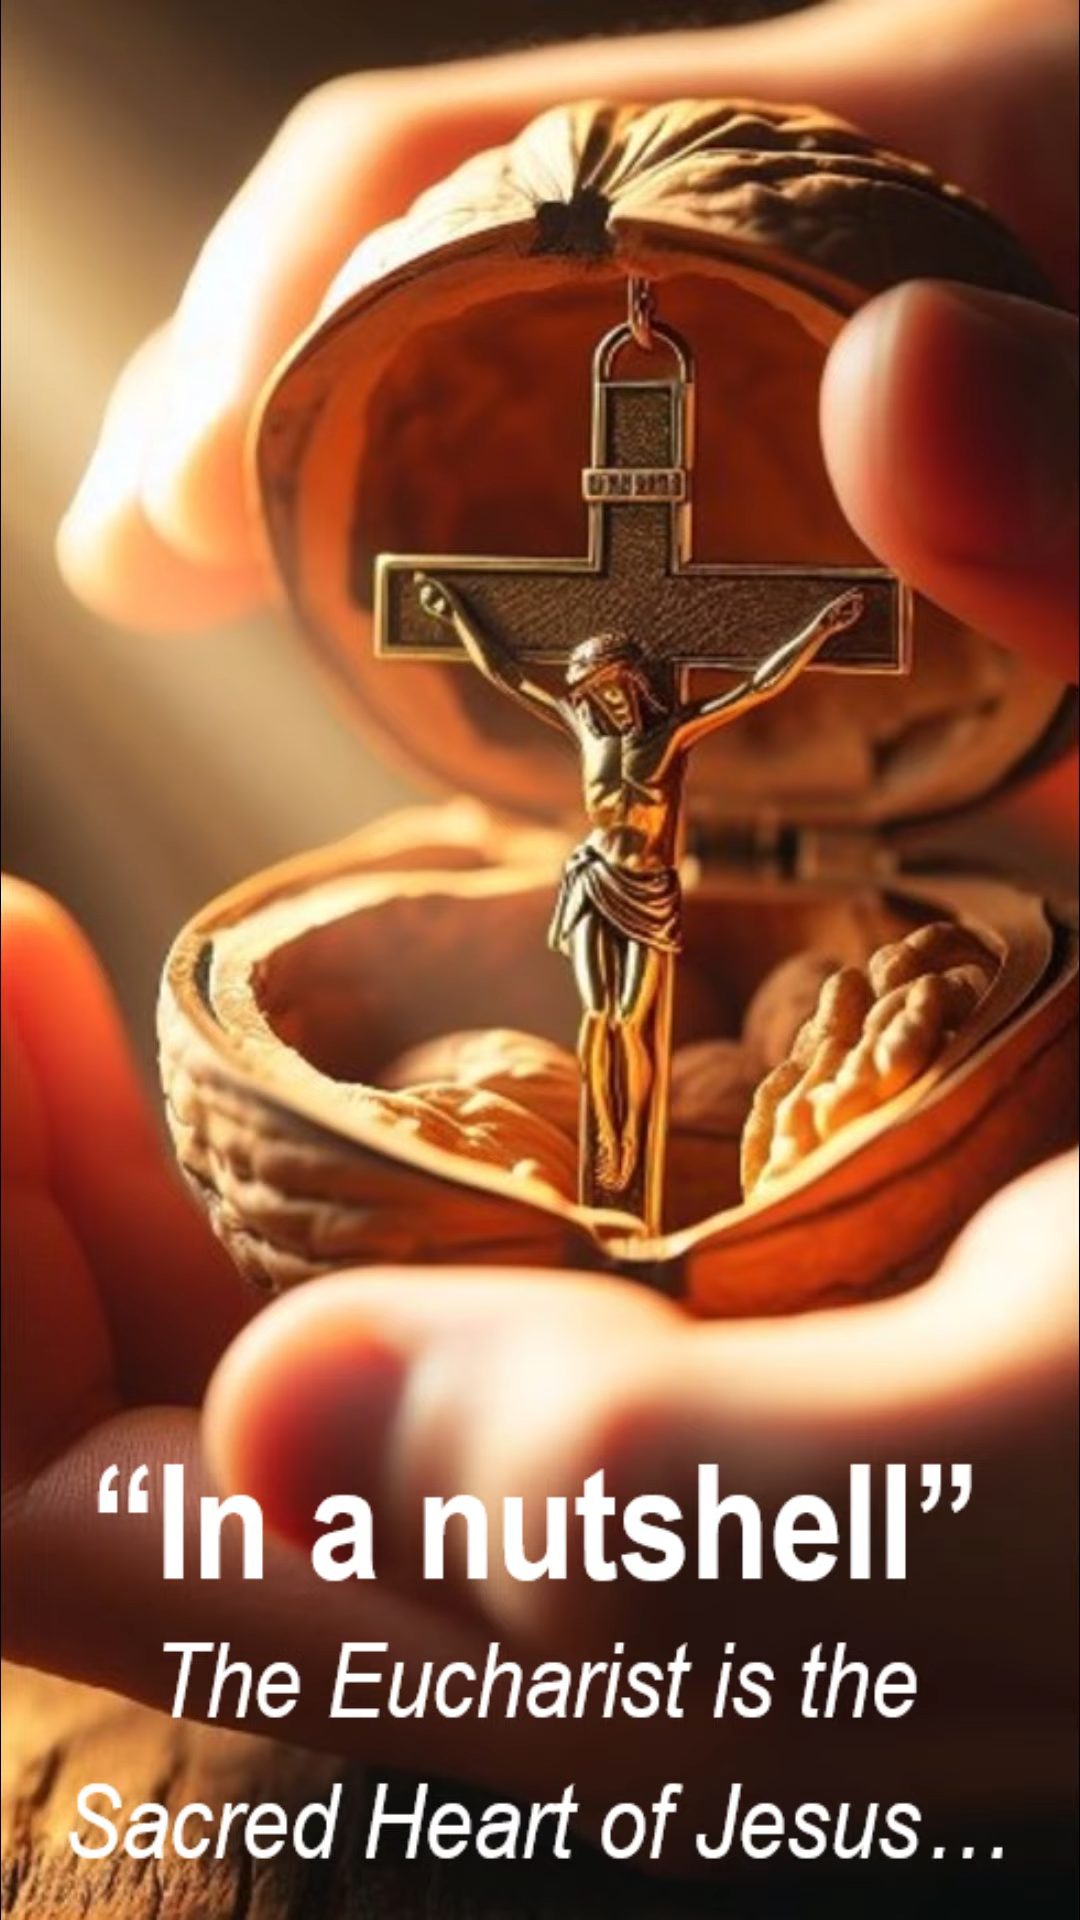 “In a nutshell”
The Eucharist is the
Sacred Heart of Jesus…